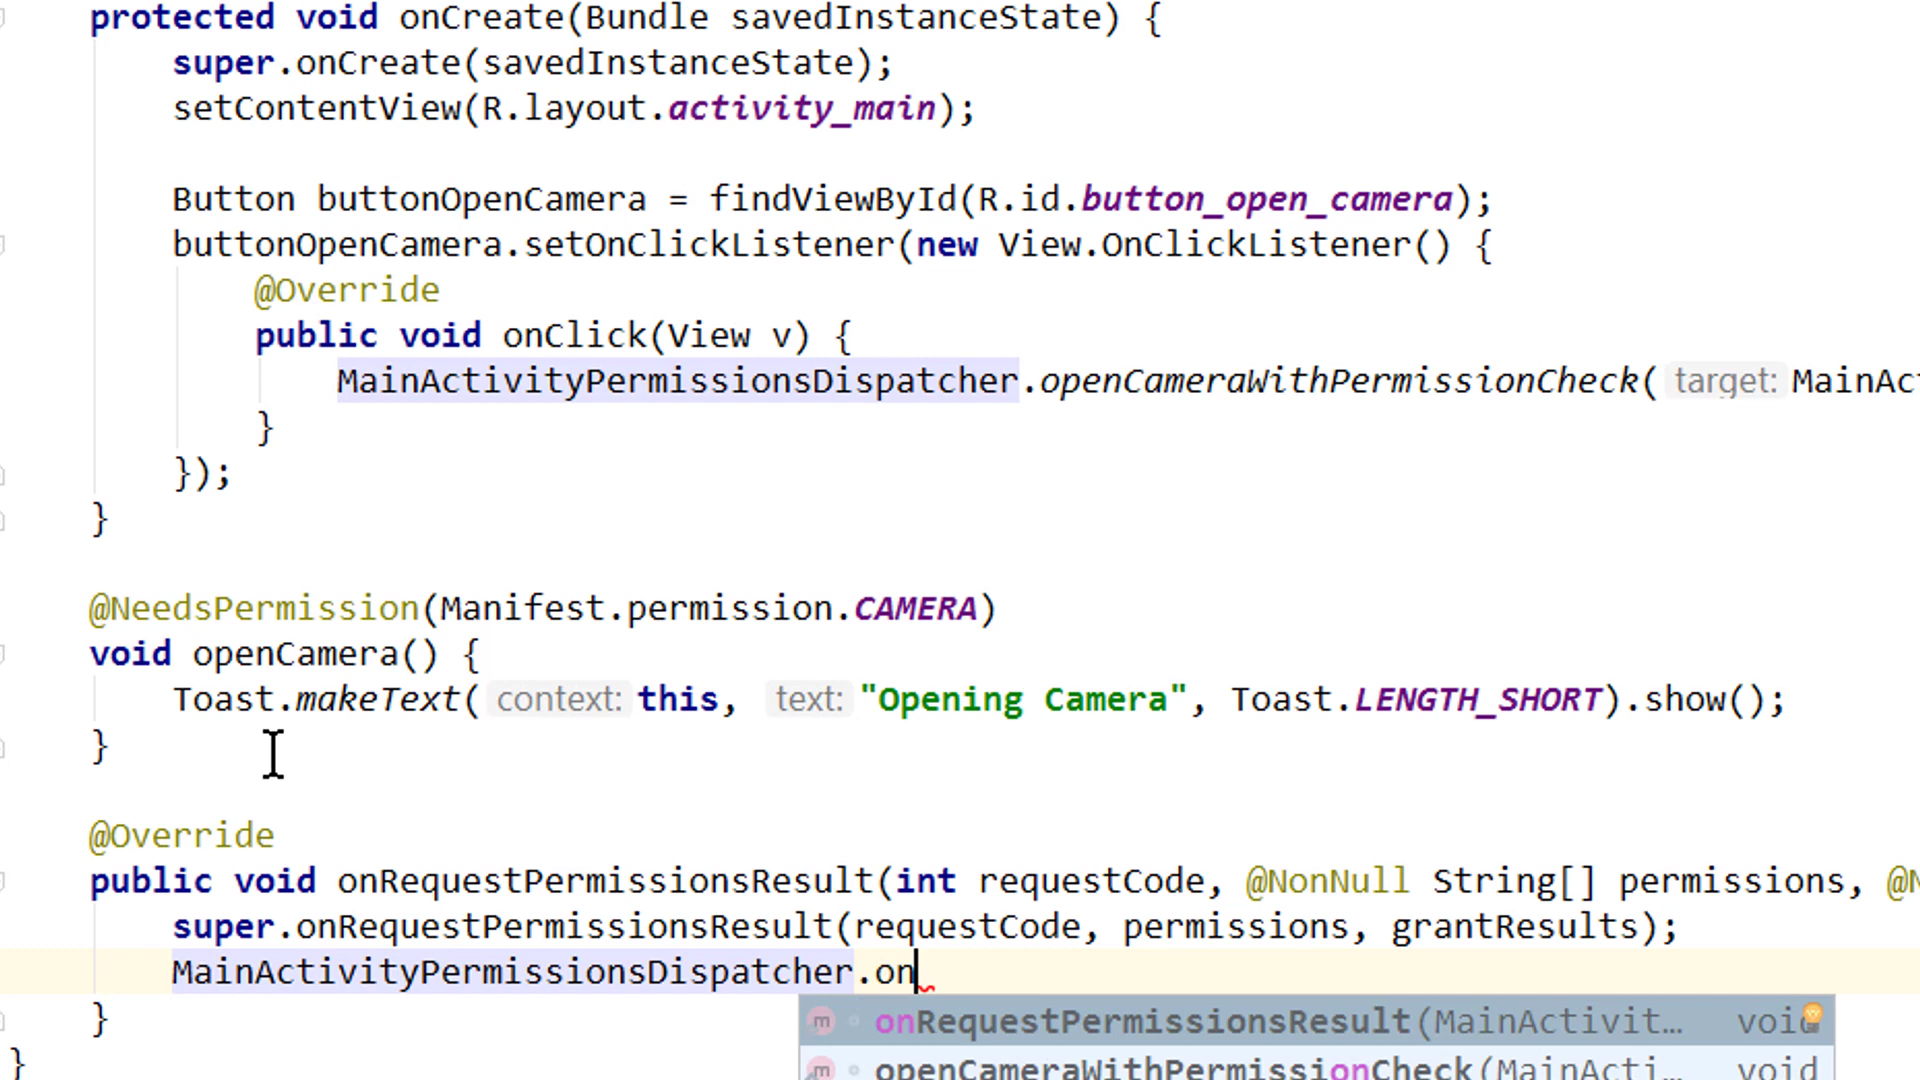 protected void onCreate(Bundle savedInstanceState) {
super.onCreate(savedInstanceState);
setContentView(R.layout.activity_main);
Button buttonOpenCamera = findViewById(R.id.button_open_camera);
buttonOpenCamera.setOnClickListener(new View.OnClickListener() {
@Override
public void onClick(View v) {
MainActivityPermissionsDispatcher.openCameraWithPermissionCheck( target: MainAc
}
});
}
@NeedsPermission(Manifest.permission.CAMERA)
void openCamera() {
Toast.makeText( context: this, text: "Opening Camera", Toast.LENGTH_SHORT).show();
}
@Override
public void onRequestPermissionsResult(int requestCode, @NonNull String[] permissions, @N
super.onRequestPermissionsResult(requestCode, permissions, grantResults);
MainActivityPermissionsDispatcher.on
}
m onRequestPermissionsResult(MainActivit… void
m openCameraWithPermissionCheck(MainActi… void
}